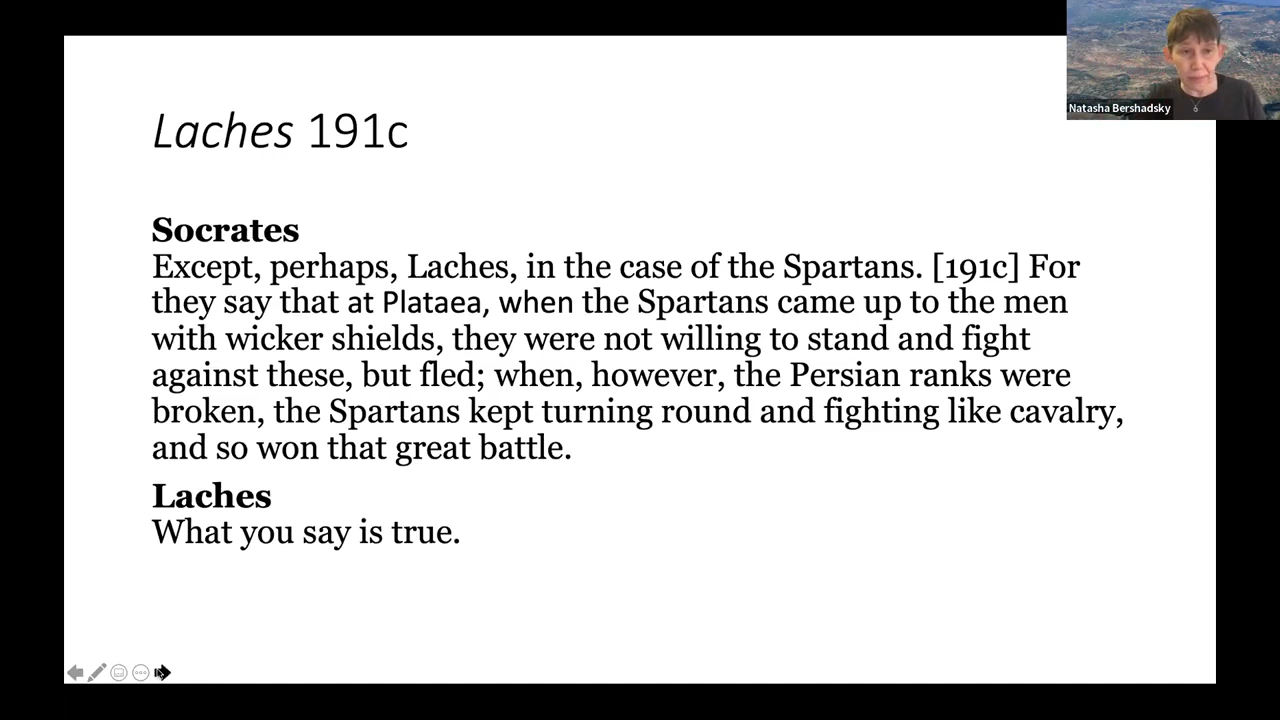 Natasha Bershadsky
Laches 191c
Socrates
Except, perhaps, Laches, in the case of the Spartans. [191c] For
they say that at Plataea, when the Spartans came up to the men
with wicker shields, they were not willing to stand and fight
against these, but fled; when, however, the Persian ranks were
broken, the Spartans kept turning round and fighting like cavalry,
and so won that great battle.
Laches
What you say is true.